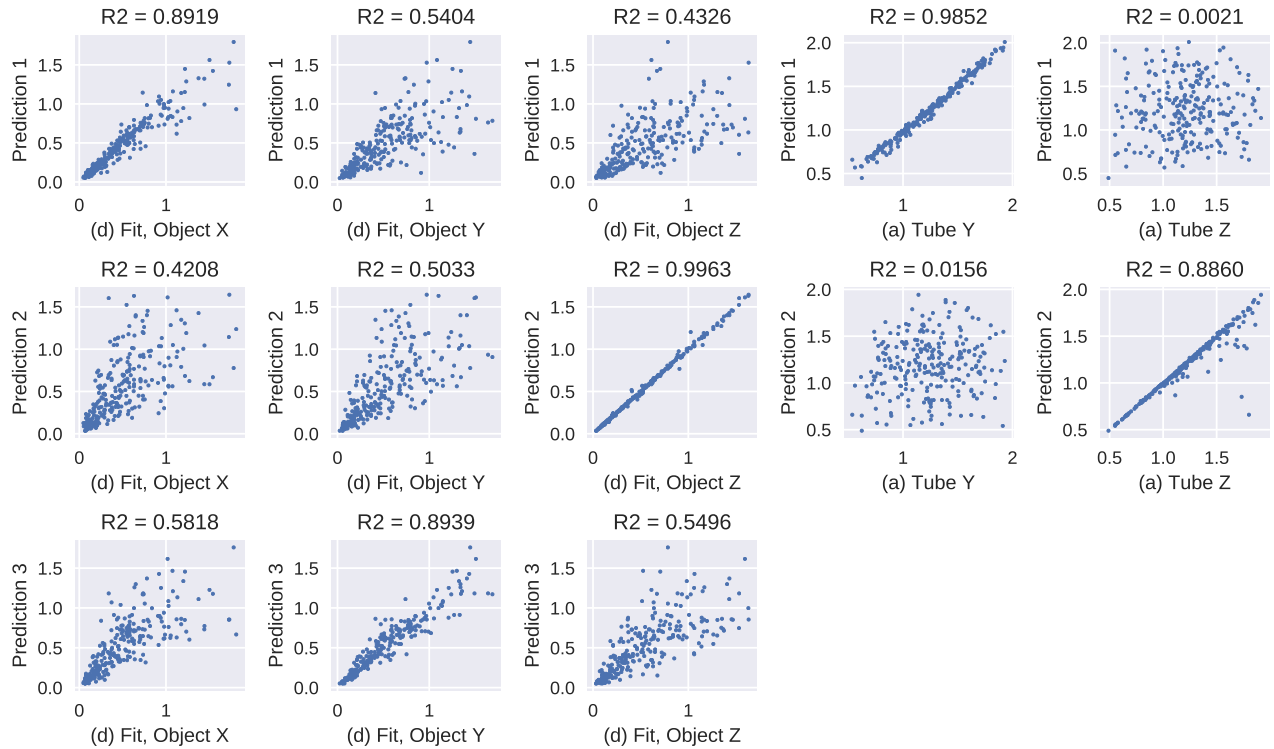 R2 = 0.8919
R2 = 0.5404
R2 = 0.4326
R2 = 0.9852
R2 = 0.0021
Prediction 1
1.5
1.0
0.5
0.0
0
1
(d) Fit, Object X
Prediction 1
1.5
1.0
0.5
0.0
0
1
(d) Fit, Object Y
Prediction 1
1.5
1.0
0.5
0.0
0
1
(d) Fit, Object Z
Prediction 1
2.0
1.5
1.0
0.5
1
2
(a) Tube Y
Prediction 1
2.0
1.5
1.0
0.5
0.5
1.0
1.5
(a) Tube Z
R2 = 0.4208
R2 = 0.5033
R2 = 0.9963
R2 = 0.0156
R2 = 0.8860
Prediction 2
1.5
1.0
0.5
0.0
0
1
(d) Fit, Object X
Prediction 2
1.5
1.0
0.5
0.0
0
1
(d) Fit, Object Y
Prediction 2
1.5
1.0
0.5
0.0
0
1
(d) Fit, Object Z
Prediction 2
2.0
1.5
1.0
0.5
1
2
(a) Tube Y
Prediction 2
2.0
1.5
1.0
0.5
0.5
1.0
1.5
(a) Tube Z
R2 = 0.5818
R2 = 0.8939
R2 = 0.5496
Prediction 3
1.5
1.0
0.5
0.0
0
1
(d) Fit, Object X
Prediction 3
1.5
1.0
0.5
0.0
0
1
(d) Fit, Object Y
Prediction 3
1.5
1.0
0.5
0.0
0
1
(d) Fit, Object Z